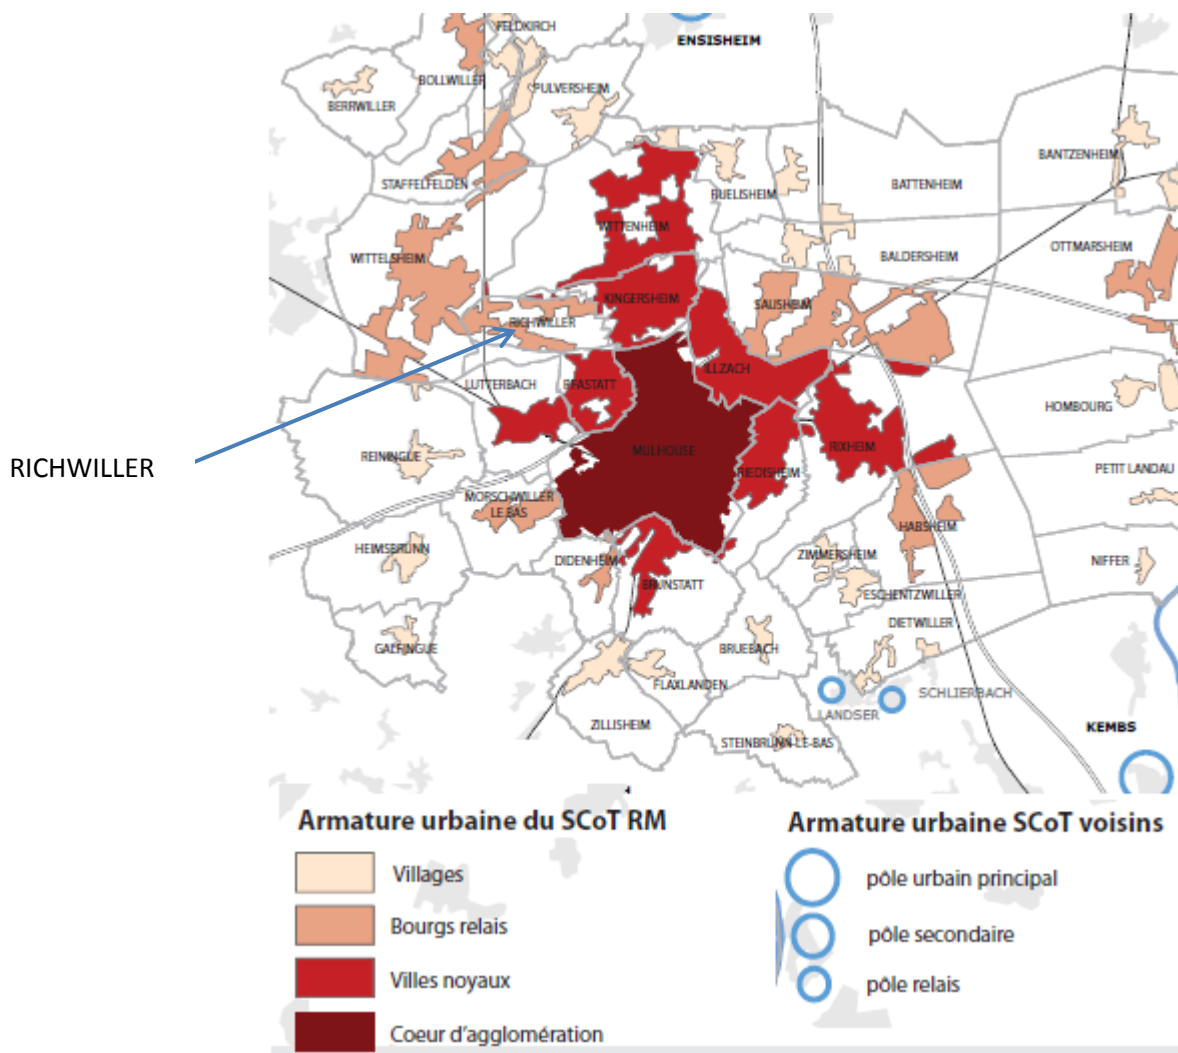 FELDKIRCH
ENSISHEIM
BOLLWILLER
PULVERSHEIM
BERRWILLER
BANTZENHEIM
STAFFELFELDEN
RUELISHEIM
BATTENHEIM
WITTENHEIM
OTTMARSHEIM
WITTELSHEIM
BALDERSHEIM
KINGERSHEIM
SAUSHEIM
RICHWILLER
ILLZACH
LUTTERBACH
PFASTATT
HOMBOURG
MULHOUSE
RIXHEIM
REININGUE
RICHWILLER
RIEDISHEIM
PETIT LANDAU
MORSCHWILLER
LE BAS
HABSHEIM
HEIMSBRUNN
DIDENHEIM
ZIMMERSHEIM
NIFFER
BRUNSTATT
ESCHENTZWILLER
DIETWILLER
GALFINGUE
BRUEBACH
FLAXLANDEN
SCHLIERBACH
LANDSER
ZILLISHEIM
KEMBS
STEINBRUNN-LE-BAS
Armature urbaine du SCoT RM
Villages
Bourgs relais
Villes noyaux
Coeur d'agglomération
Armature urbaine SCoT voisins
pôle urbain principal
pôle secondaire
pôle relais